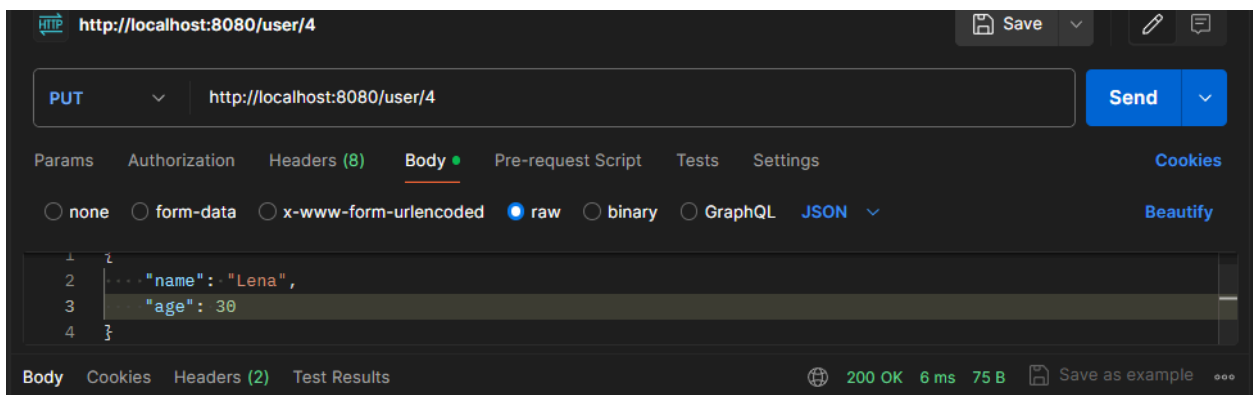 HTTP http://localhost:8080/user/4 Save
PUT http://localhost:8080/user/4 Send
Params Authorization Headers (8) Body Pre-request Script Tests Settings Cookies
none form-data x-www-form-urlencoded raw binary GraphQL JSON Beautify
1 {
2 "name": "Lena",
3 "age": 30
4 }
Body Cookies Headers (2) Test Results 200 OK 6 ms 75 B Save as example